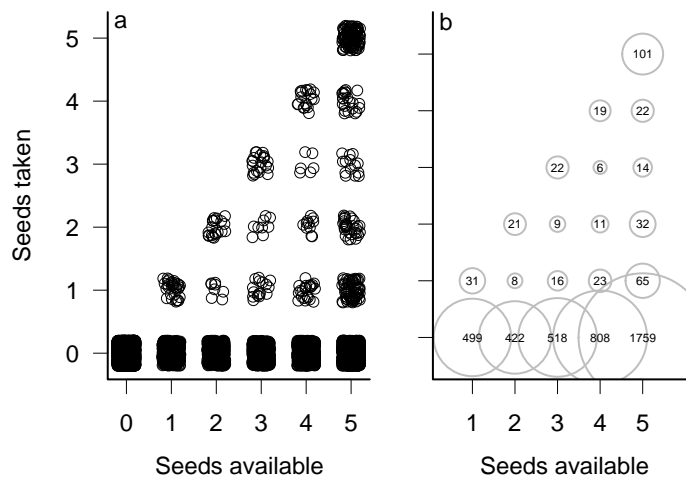 a
5
4
3
2
1
0
Seeds taken
0 1 2 3 4 5
Seeds available
b
101
19 22
22 6 14
21 9 11 32
31 8 16 23 65
499 422 518 808 1759
1 2 3 4 5
Seeds available